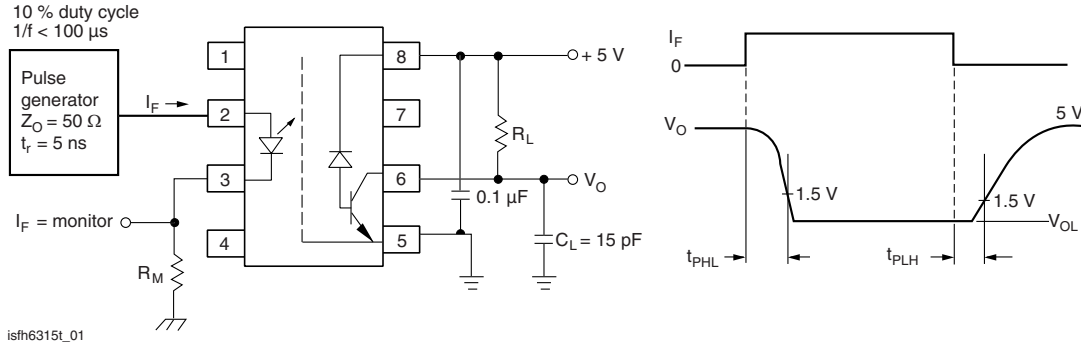 10 % duty cycle
1/f < 100 µs
Pulse
generator
Z_O = 50 Ω
t_r = 5 ns
I_F →
1
2
3
4
8
7
6
5
+ 5 V
R_L
V_O
0.1 µF
C_L = 15 pF
I_F = monitor
R_M
isfh6315t_01
I_F
0
V_O
5 V
1.5 V
1.5 V
V_OL
t_PHL
t_PLH